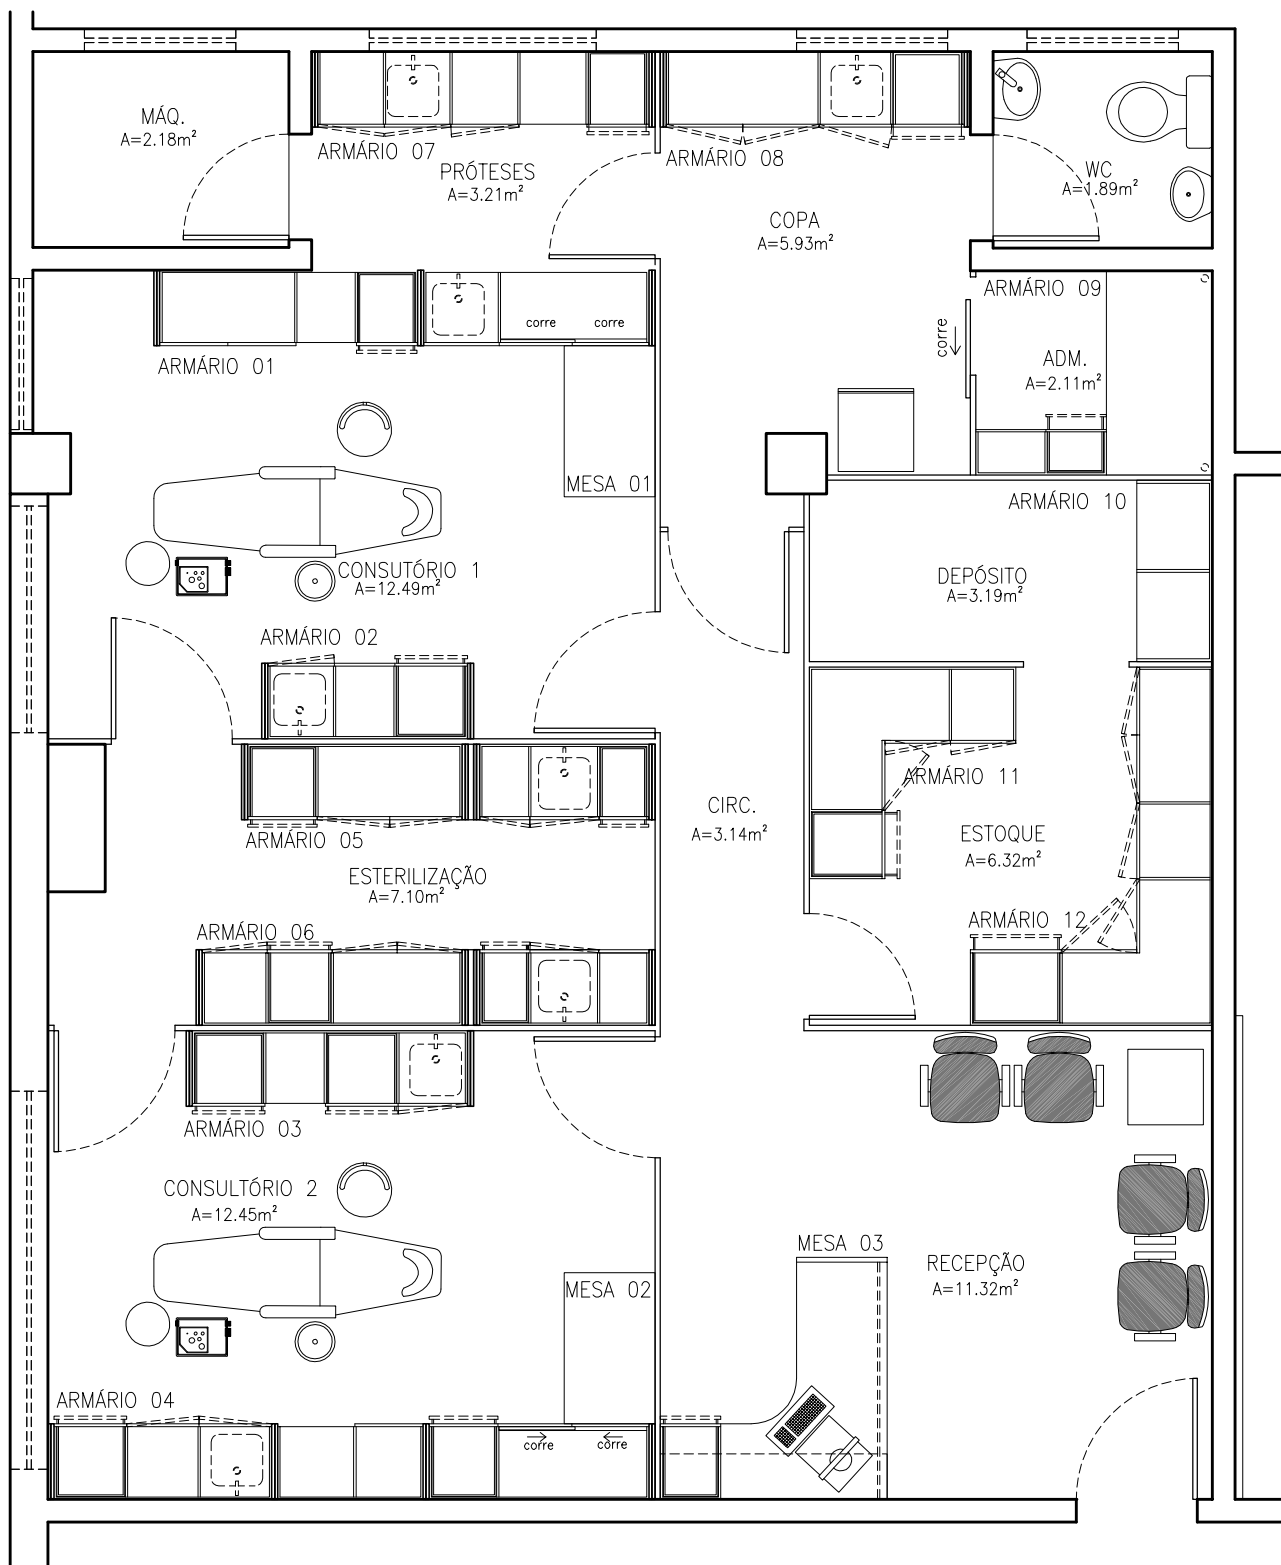 MÁQ.
A=2.18m²
ARMÁRIO 07
PRÓTESES
A=3.21m²
ARMÁRIO 08
WC
A=1.89m²
COPA
A=5.93m²
ARMÁRIO 09
corre
ADM.
A=2.11m²
corre
corre
ARMÁRIO 01
MESA 01
ARMÁRIO 10
CONSUTÓRIO 1
A=12.49m²
DEPÓSITO
A=3.19m²
ARMÁRIO 02
ARMÁRIO 11
CIRC.
A=3.14m²
ESTOQUE
A=6.32m²
ARMÁRIO 05
ESTERILIZAÇÃO
A=7.10m²
ARMÁRIO 12
ARMÁRIO 06
ARMÁRIO 03
CONSULTÓRIO 2
A=12.45m²
MESA 03
RECEPÇÃO
A=11.32m²
MESA 02
ARMÁRIO 04
corre
corre